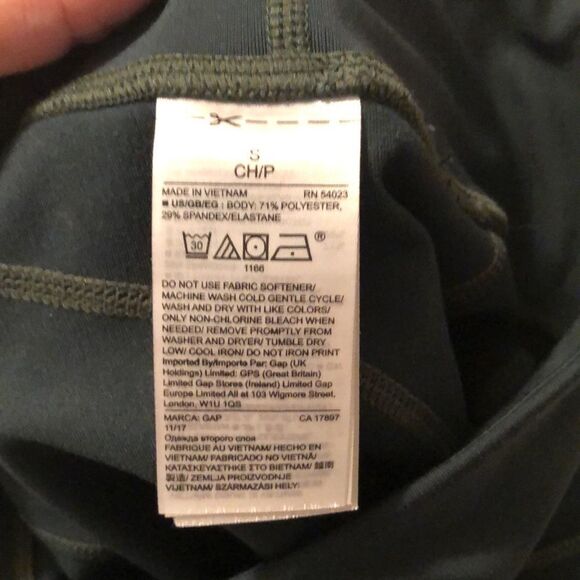 S
CH/P
MADE IN VIETNAM RN 54023
■ US/GB/EG : BODY: 71% POLYESTER,
29% SPANDEX/ELASTANE
30 ®
1166
DO NOT USE FABRIC SOFTENER/
MACHINE WASH COLD GENTLE CYCLE/
WASH AND DRY WITH LIKE COLORS/
ONLY NON-CHLORINE BLEACH WHEN
NEEDED/ REMOVE PROMPTLY FROM
WASHER AND DRYER/ TUMBLE DRY
LOW/ COOL IRON/ DO NOT IRON PRINT
Imported By/Importe Par: Gap (UK
Holdings) Limited: GPS (Great Britain)
Limited Gap Stores (Ireland) Limited Gap
Europe Limited All at 103 Wigmore Street,
London, W1U 1QS
MARCA: GAP CA 17897
11/17
Одежда второго слоя
FABRIQUE AU VIETNAM/ HECHO EN
VIETNAM/ FABRICADO NO VIETNÃ/
ΚΑΤΑΣΚΕΥΑΣΤΗΚΕ ΣΤΟ ΒΙΕΤΝΑΜ/ 越南
製造/ ZEMLJA PROIZVODNJE
VIJETNAM/ SZÁRMAZÁSI HELY: